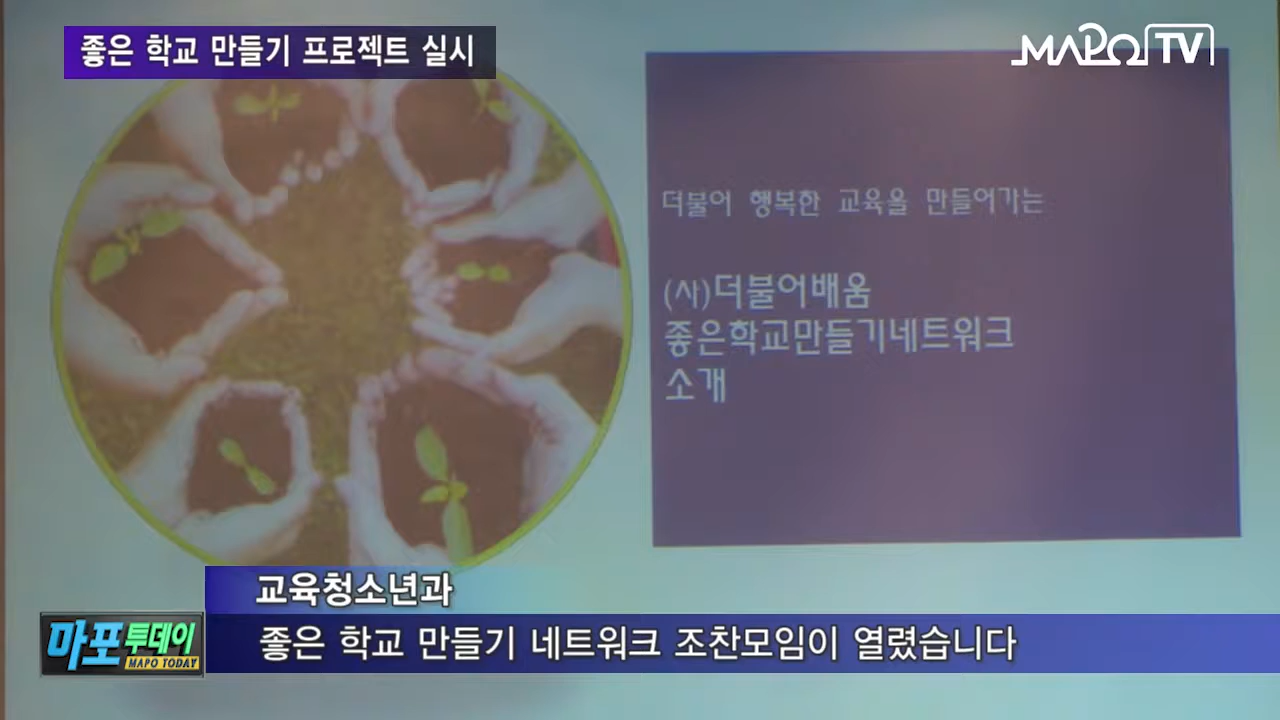 좋은 학교 만들기 프로젝트 실시
MAPO TV
더불어 행복한 교육을 만들어가는
(사)더불어배움
좋은학교만들기네트워크
소개
교육청소년과
마포투데이
MAPO TODAY
좋은 학교 만들기 네트워크 조찬모임이 열렸습니다